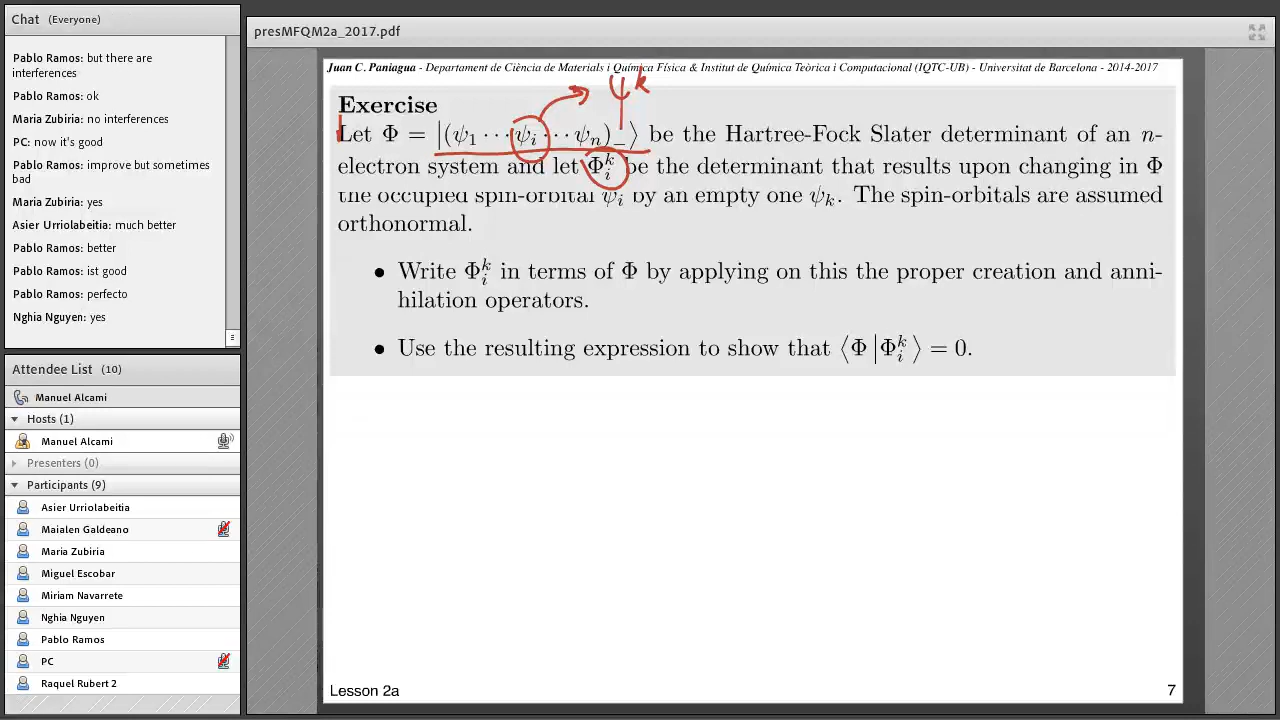 Chat (Everyone)
Pablo Ramos: but there are
interferences
Pablo Ramos: ok
Maria Zubiria: no interferences
PC: now it's good
Pablo Ramos: improve but sometimes
bad
Maria Zubiria: yes
Asier Urriolabeitia: much better
Pablo Ramos: better
Pablo Ramos: ist good
Pablo Ramos: perfecto
Nghia Nguyen: yes
Attendee List (10)
Manuel Alcami
Hosts (1)
Manuel Alcami
Presenters (0)
Participants (9)
Asier Urriolabeitia
Maialen Galdeano
Maria Zubiria
Miguel Escobar
Miriam Navarrete
Nghia Nguyen
Pablo Ramos
PC
Raquel Rubert 2
presMFQM2a_2017.pdf
Juan C. Paniagua - Departament de Ciència de Materials i Química Física & Institut de Química Teòrica i Computacional (IQTC-UB) - Universitat de Barcelona - 2014-2017
ψk
Exercise
Let Φ = |(ψ₁ ··· ψᵢ ··· ψₙ)₋⟩ be the Hartree-Fock Slater determinant of an n-
electron system and let Φᵢᵏ be the determinant that results upon changing in Φ
the occupied spin-orbital ψᵢ by an empty one ψₖ. The spin-orbitals are assumed
orthonormal.
• Write Φᵢᵏ in terms of Φ by applying on this the proper creation and anni-
hilation operators.
• Use the resulting expression to show that ⟨Φ |Φᵢᵏ ⟩ = 0.
Lesson 2a
7